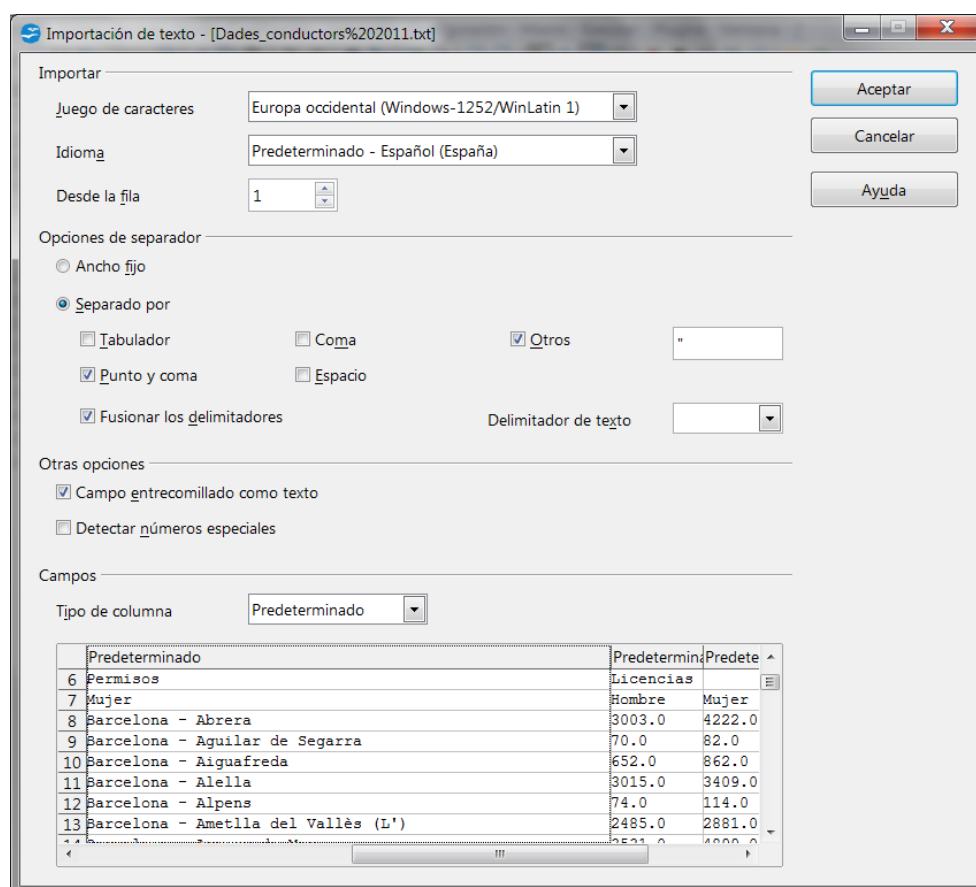 Importación de texto - [Dades_conductors%202011.txt]
Importar
Aceptar
Juego de caracteres Europa occidental (Windows-1252/WinLatin 1)
Cancelar
Idioma Predeterminado - Español (España)
Ayuda
Desde la fila 1
Opciones de separador
Ancho fijo
Separado por
Tabulador Coma Otros "
Punto y coma Espacio
Fusionar los delimitadores Delimitador de texto
Otras opciones
Campo entrecomillado como texto
Detectar números especiales
Campos
Tipo de columna Predeterminado
Predeterminado Predetermina Predete
6 Permisos Licencias
7 Mujer Hombre Mujer
8 Barcelona - Abrera 3003.0 4222.0
9 Barcelona - Aguilar de Segarra 70.0 82.0
10 Barcelona - Aiguafreda 652.0 862.0
11 Barcelona - Alella 3015.0 3409.0
12 Barcelona - Alpens 74.0 114.0
13 Barcelona - Ametlla del Vallès (L') 2485.0 2881.0